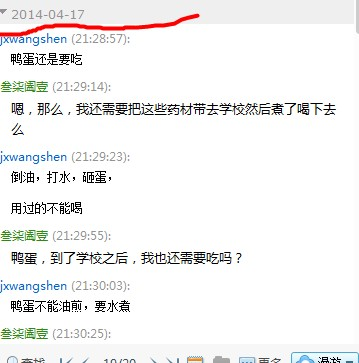 2014-04-17
jxwangshen (21:28:57):
鸭蛋还是要吃
叁柒阖壹 (21:29:14):
嗯，那么，我还需要把这些药材带去学校然后煮了喝下去
么
jxwangshen (21:29:23):
倒油，打水，砸蛋，
用过的不能喝
叁柒阖壹 (21:29:55):
鸭蛋，到了学校之后，我也还需要吃吗？
jxwangshen (21:30:03):
鸭蛋不能油煎，要水煮
叁柒阖壹 (21:30:25):
查找 19/20 更多 漫游